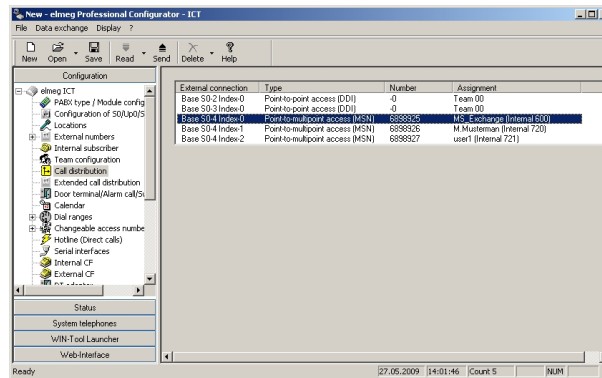 New - elmeg Professional Configurator - ICT
File Data exchange Display ?
New Open Save Read Send Delete Help
Configuration
elmeg ICT
PABX type / Module config
Configuration of S0/Up0/S
Locations
External numbers
Internal subscriber
Team configuration
Call distribution
Extended call distribution
Door terminal/Alarm call/Si
Calendar
Dial ranges
Changeable access numbe
Hotline (Direct calls)
Serial interfaces
Internal CF
External CF
Status
System telephones
WIN-Tool Launcher
Web-Interface
External connection Type Number Assignment
Base S0-2 Index-0 Point-to-point access (DDI) -0 Team 00
Base S0-3 Index-0 Point-to-point access (DDI) -0 Team 00
Base S0-4 Index-0 Point-to-multipoint access (MSN) 6898925 MS_Exchange (Internal 600)
Base S0-4 Index-1 Point-to-multipoint access (MSN) 6898926 M.Musterman (Internal 720)
Base S0-4 Index-2 Point-to-multipoint access (MSN) 6898927 user1 (Internal 721)
Ready 27.05.2009 14:01:46 Count 5 NUM